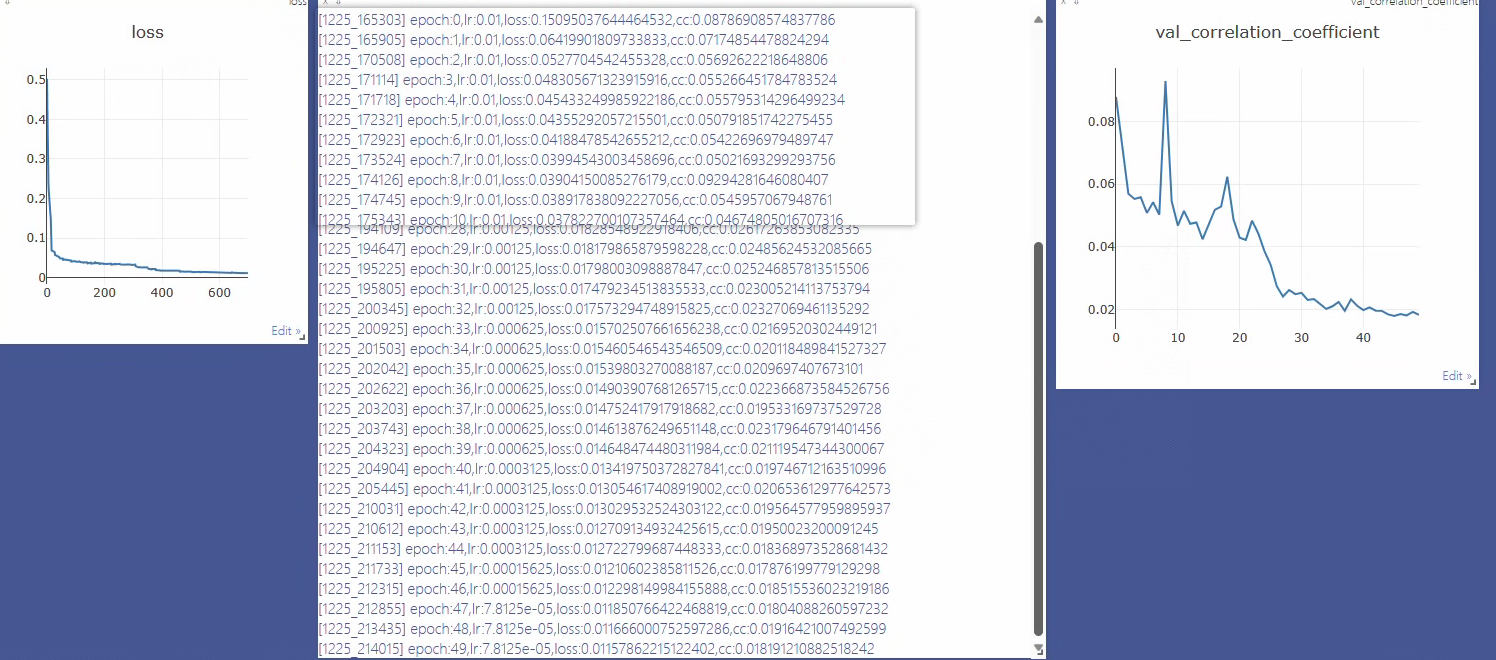 loss
loss
0.5
0.4
0.3
0.2
0.1
0
0
200
400
600
Edit »
[1225_165303] epoch:0,lr:0.01,loss:0.15095037644464532,cc:0.08786908574837786
[1225_165905] epoch:1,lr:0.01,loss:0.06419901809733833,cc:0.07174854478824294
[1225_170508] epoch:2,lr:0.01,loss:0.0527704542455328,cc:0.05692622218648806
[1225_171114] epoch:3,lr:0.01,loss:0.048305671323915916,cc:0.055266451784783524
[1225_171718] epoch:4,lr:0.01,loss:0.045433249985922186,cc:0.055795314296499234
[1225_172321] epoch:5,lr:0.01,loss:0.04355292057215501,cc:0.050791851742275455
[1225_172923] epoch:6,lr:0.01,loss:0.04188478542655212,cc:0.05422696979489747
[1225_173524] epoch:7,lr:0.01,loss:0.03994543003458696,cc:0.05021693299293756
[1225_174126] epoch:8,lr:0.01,loss:0.03904150085276179,cc:0.09294281646080407
[1225_174745] epoch:9,lr:0.01,loss:0.038917838092227056,cc:0.0545957067948761
[1225_175343] epoch:10,lr:0.01,loss:0.037822700107357464,cc:0.04674805016707316
[1225_194109] epoch:28,lr:0.00125,loss:0.01828548922918406,cc:0.02617263853082335
[1225_194647] epoch:29,lr:0.00125,loss:0.018179865879598228,cc:0.02485624532085665
[1225_195225] epoch:30,lr:0.00125,loss:0.01798003098887847,cc:0.025246857813515506
[1225_195805] epoch:31,lr:0.00125,loss:0.017479234513835533,cc:0.023005214113753794
[1225_200345] epoch:32,lr:0.00125,loss:0.017573294748915825,cc:0.02327069461135292
[1225_200925] epoch:33,lr:0.000625,loss:0.015702507661656238,cc:0.02169520302449121
[1225_201503] epoch:34,lr:0.000625,loss:0.015460546543546509,cc:0.020118489841527327
[1225_202042] epoch:35,lr:0.000625,loss:0.01539803270088187,cc:0.0209697407673101
[1225_202622] epoch:36,lr:0.000625,loss:0.014903907681265715,cc:0.022366873584526756
[1225_203203] epoch:37,lr:0.000625,loss:0.014752417917918682,cc:0.019533169737529728
[1225_203743] epoch:38,lr:0.000625,loss:0.014613876249651148,cc:0.023179646791401456
[1225_204323] epoch:39,lr:0.000625,loss:0.014648474480311984,cc:0.021119547344300067
[1225_204904] epoch:40,lr:0.0003125,loss:0.013419750372827841,cc:0.019746712163510996
[1225_205445] epoch:41,lr:0.0003125,loss:0.013054617408919002,cc:0.020653612977642573
[1225_210031] epoch:42,lr:0.0003125,loss:0.013029532524303122,cc:0.019564577959895937
[1225_210612] epoch:43,lr:0.0003125,loss:0.012709134932425615,cc:0.01950023200091245
[1225_211153] epoch:44,lr:0.0003125,loss:0.012722799687448333,cc:0.018368973528681432
[1225_211733] epoch:45,lr:0.00015625,loss:0.01210602385811526,cc:0.017876199779129298
[1225_212315] epoch:46,lr:0.00015625,loss:0.012298149984155888,cc:0.018515536023219186
[1225_212855] epoch:47,lr:7.8125e-05,loss:0.011850766422468819,cc:0.01804088260597232
[1225_213435] epoch:48,lr:7.8125e-05,loss:0.011666000752597286,cc:0.01916421007492599
[1225_214015] epoch:49,lr:7.8125e-05,loss:0.01157862215122402,cc:0.018191210882518242
val_correlation_coefficient
val_correlation_coefficient
0.08
0.06
0.04
0.02
0
10
20
30
40
Edit »